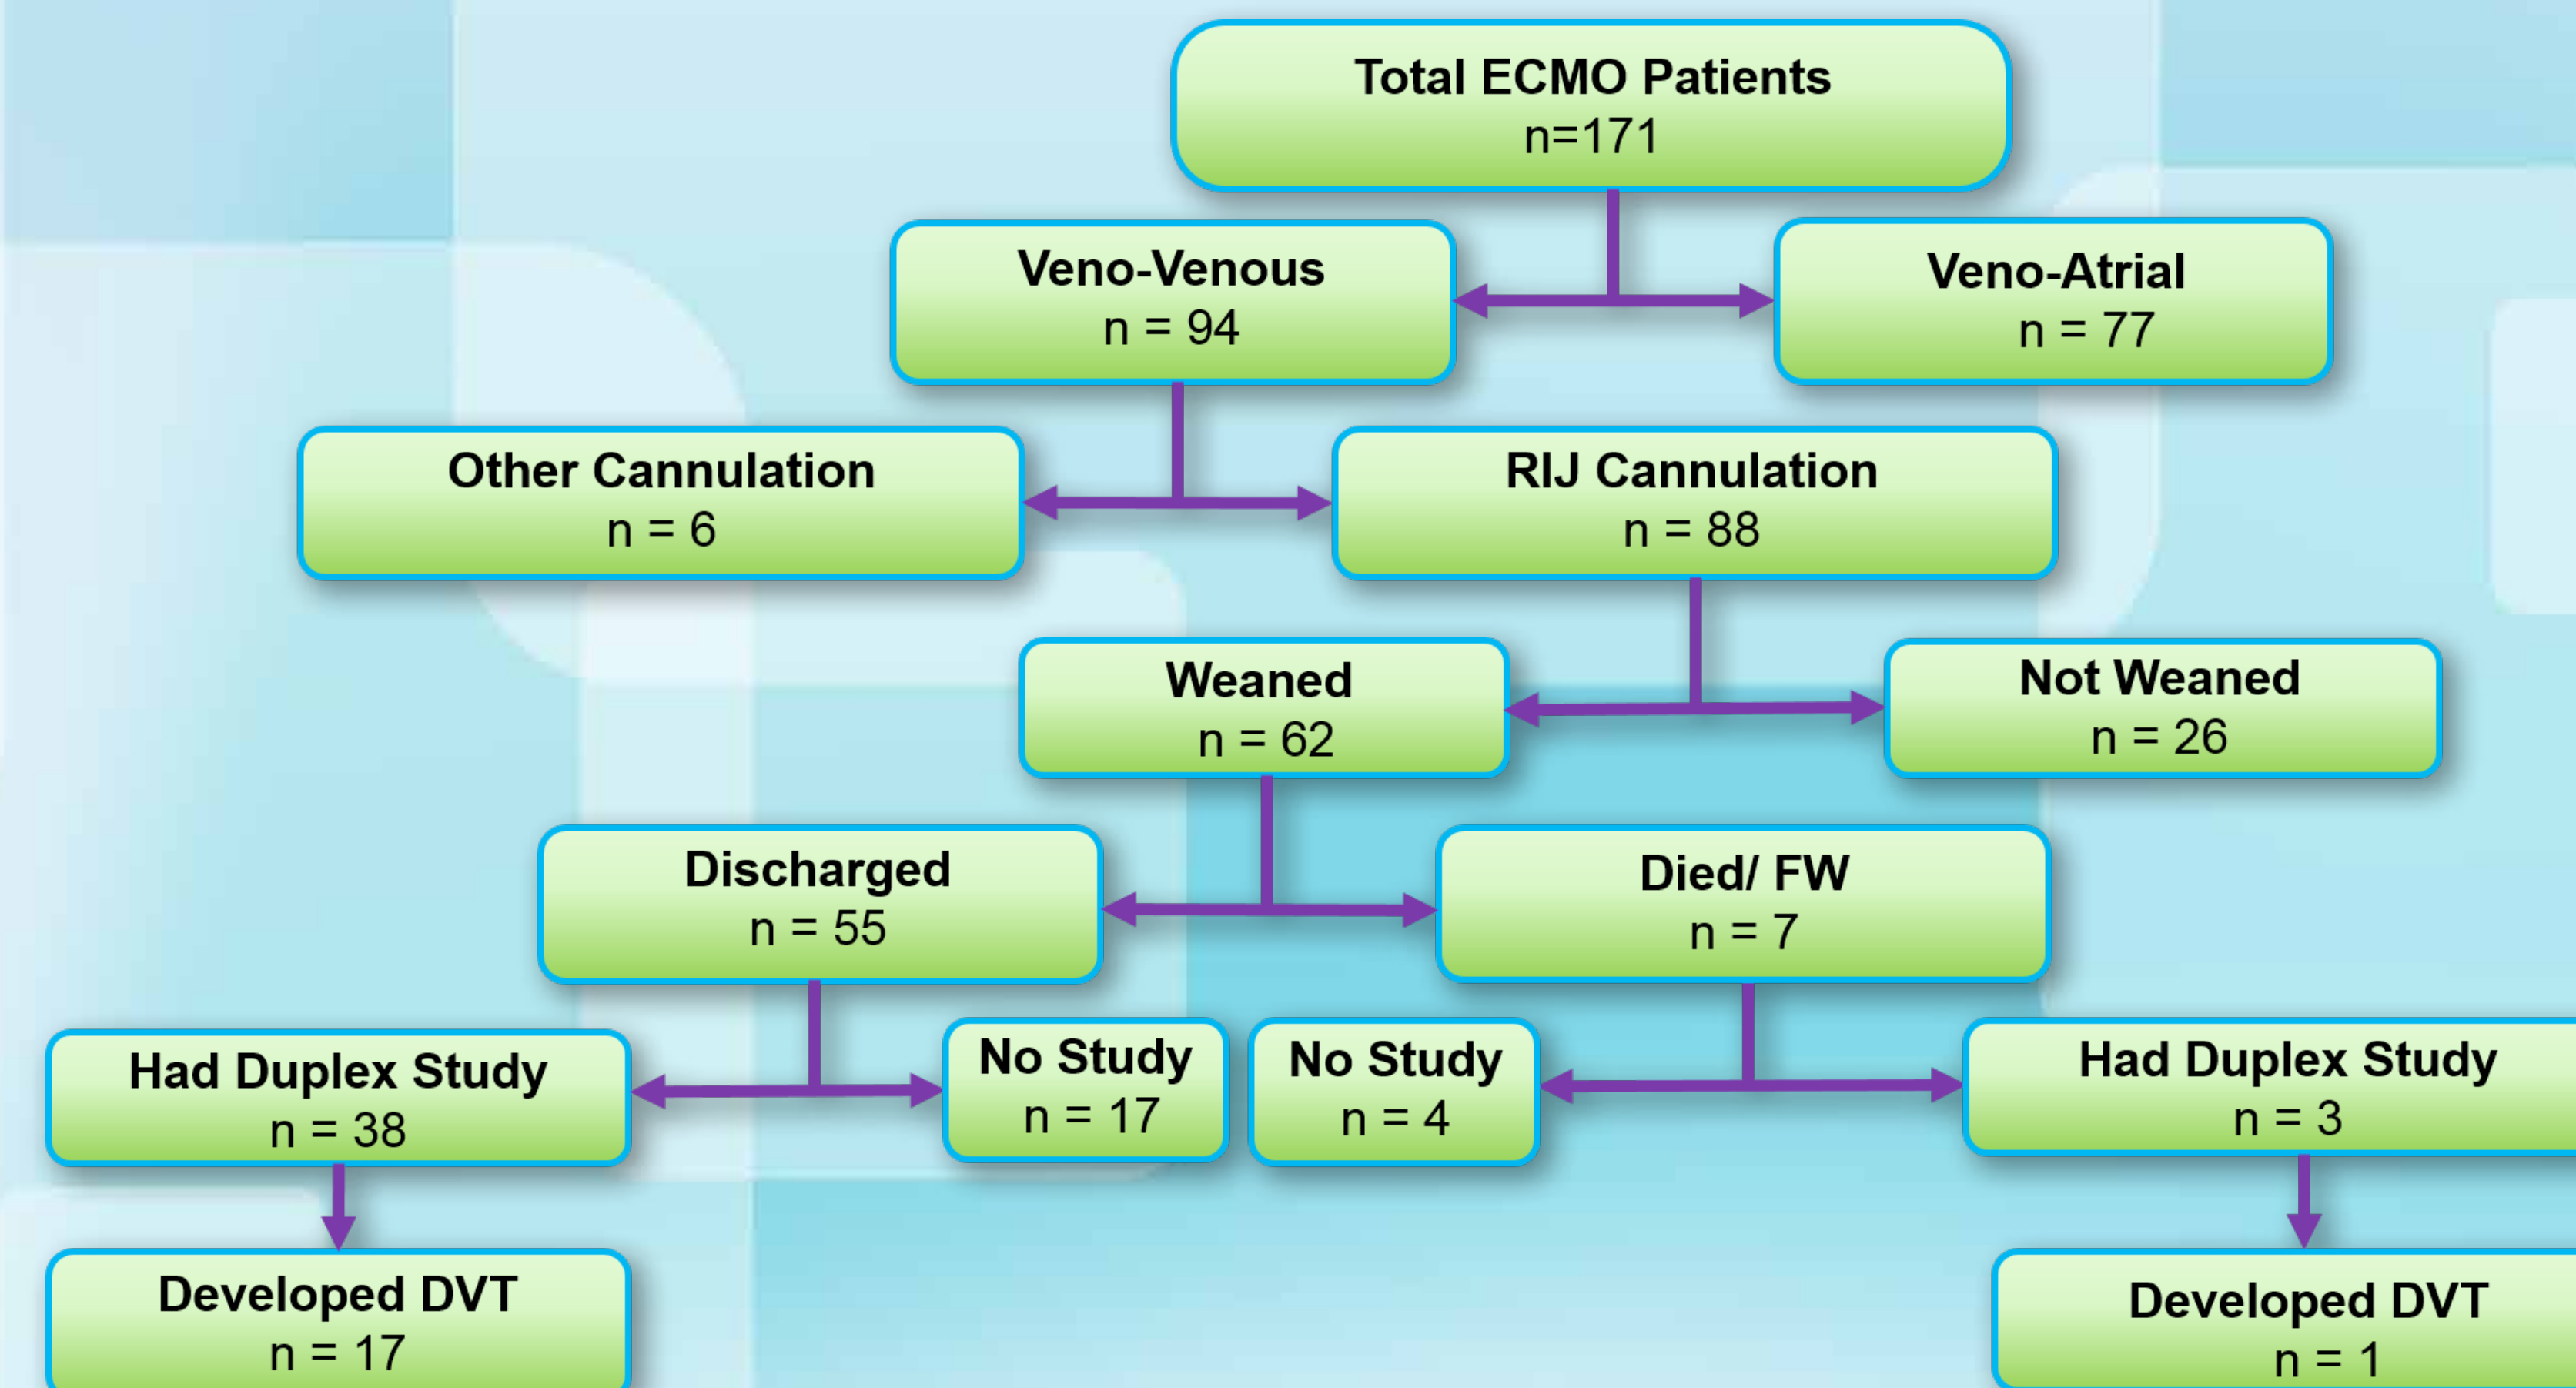 Total ECMO Patients
n=171
Veno-Venous
n = 94
Veno-Atrial
n = 77
Other Cannulation
n = 6
RIJ Cannulation
n = 88
Weaned
n = 62
Not Weaned
n = 26
Discharged
n = 55
Died/ FW
n = 7
Had Duplex Study
n = 38
No Study
n = 17
No Study
n = 4
Had Duplex Study
n = 3
Developed DVT
n = 17
Developed DVT
n = 1